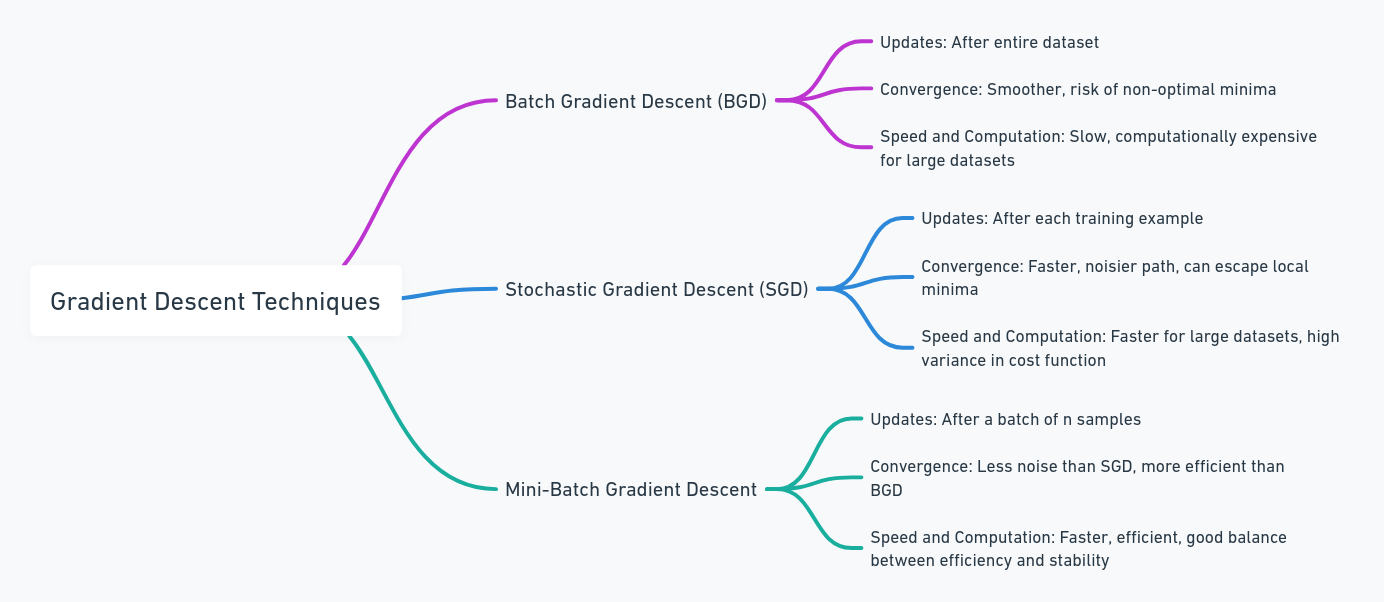 Gradient Descent Techniques
Batch Gradient Descent (BGD)
Updates: After entire dataset
Convergence: Smoother, risk of non-optimal minima
Speed and Computation: Slow, computationally expensive
for large datasets
Stochastic Gradient Descent (SGD)
Updates: After each training example
Convergence: Faster, noisier path, can escape local
minima
Speed and Computation: Faster for large datasets, high
variance in cost function
Mini-Batch Gradient Descent
Updates: After a batch of n samples
Convergence: Less noise than SGD, more efficient than
BGD
Speed and Computation: Faster, efficient, good balance
between efficiency and stability